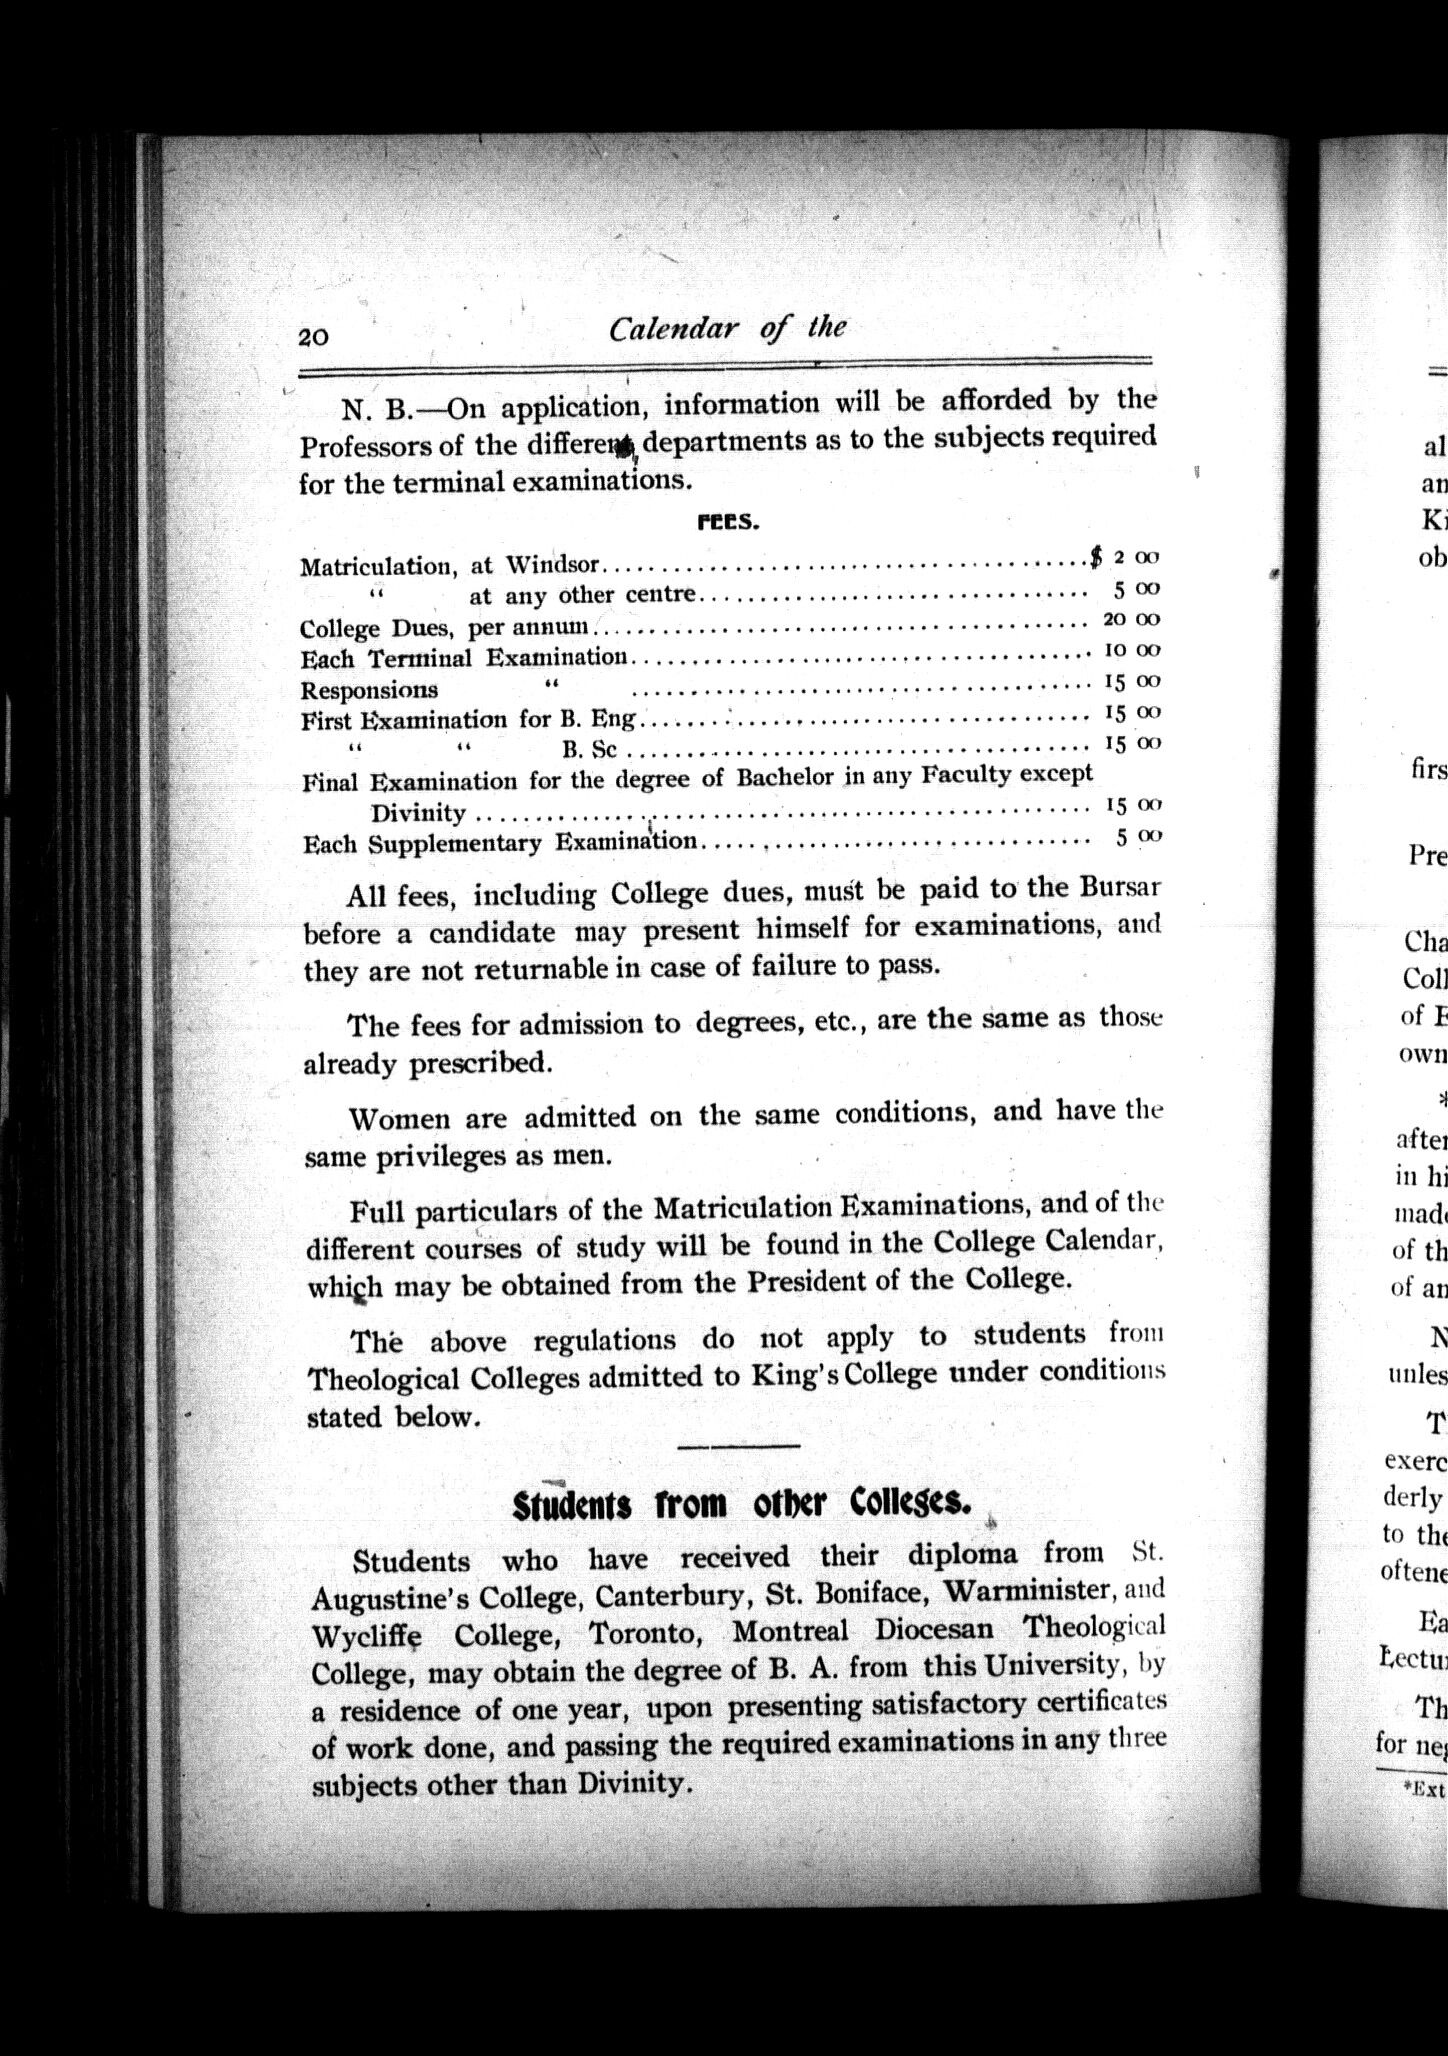 20
Calendar of the
N. B.—On application, information will be afforded by the
Professors of the different departments as to the subjects required
for the terminal examinations.
FEES.
Matriculation, at Windsor..........................................$ 2 00
“ at any other centre.................................. 5 00
College Dues, per annum........................................... 20 00
Each Terminal Examination........................................ 10 00
Responsions “ ........................................ 15 00
First Examination for B. Eng....................................... 15 00
“ “ B. Sc ........................................ 15 00
Final Examination for the degree of Bachelor in any Faculty except
Divinity ..................................................... 15 00
Each Supplementary Examination.................................. 5 00
All fees, including College dues, must be paid to the Bursar
before a candidate may present himself for examinations, and
they are not returnable in case of failure to pass.
The fees for admission to degrees, etc., are the same as those
already prescribed.
Women are admitted on the same conditions, and have the
same privileges as men.
Full particulars of the Matriculation Examinations, and of the
different courses of study will be found in the College Calendar,
which may be obtained from the President of the College.
The above regulations do not apply to students from
Theological Colleges admitted to King's College under conditions
stated below.
Students from other Colleges.
Students who have received their diploma from St.
Augustine's College, Canterbury, St. Boniface, Warminister, and
Wycliffe College, Toronto, Montreal Diocesan Theological
College, may obtain the degree of B. A. from this University, by
a residence of one year, upon presenting satisfactory certificates
of work done, and passing the required examinations in any three
subjects other than Divinity.